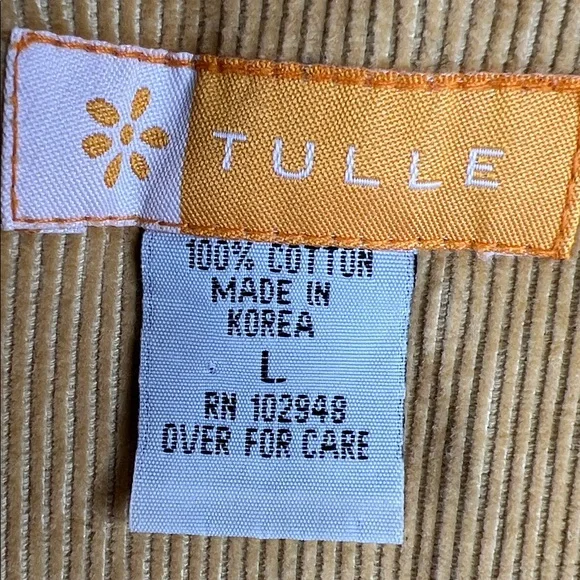 TULLE
100% COTTON
MADE IN
KOREA
L
RN 102948
OVER FOR CARE